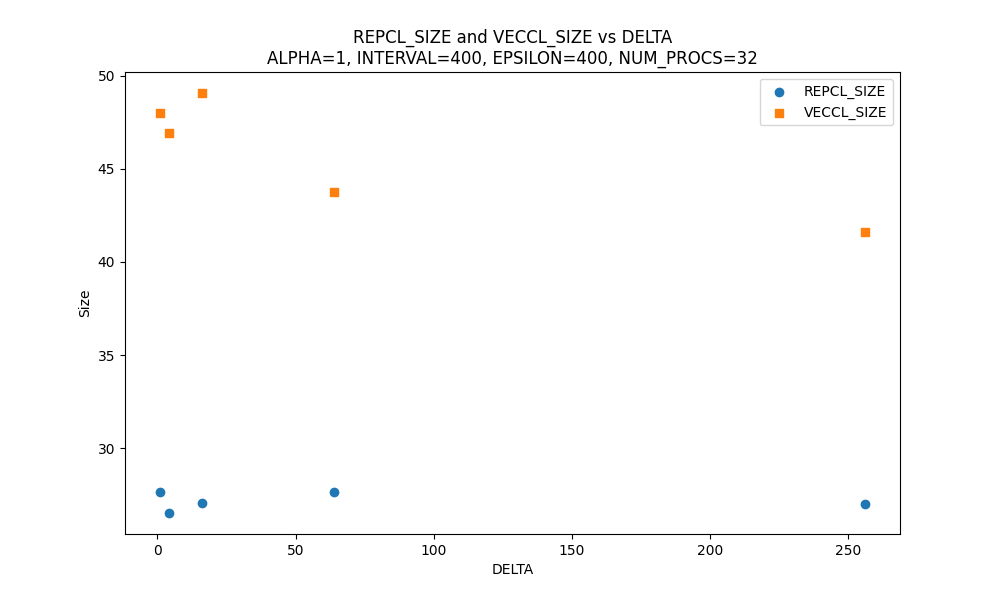 REPCL_SIZE and VECCL_SIZE vs DELTA
ALPHA=1, INTERVAL=400, EPSILON=400, NUM_PROCS=32
REPCL_SIZE
VECCL_SIZE
50
45
40
35
30
Size
0
50
100
150
200
250
DELTA